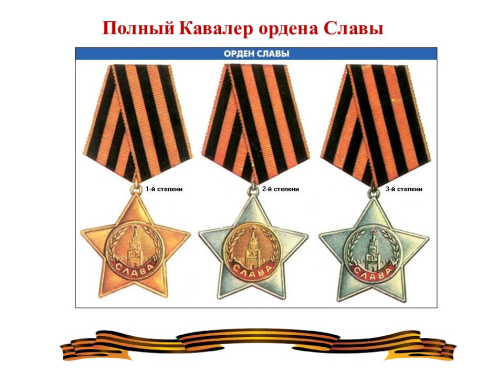 Полный Кавалер ордена Славы
ОРДЕН СЛАВЫ
1-й степени 2-й степени 3-й степени
СЛАВА СЛАВА СЛАВА